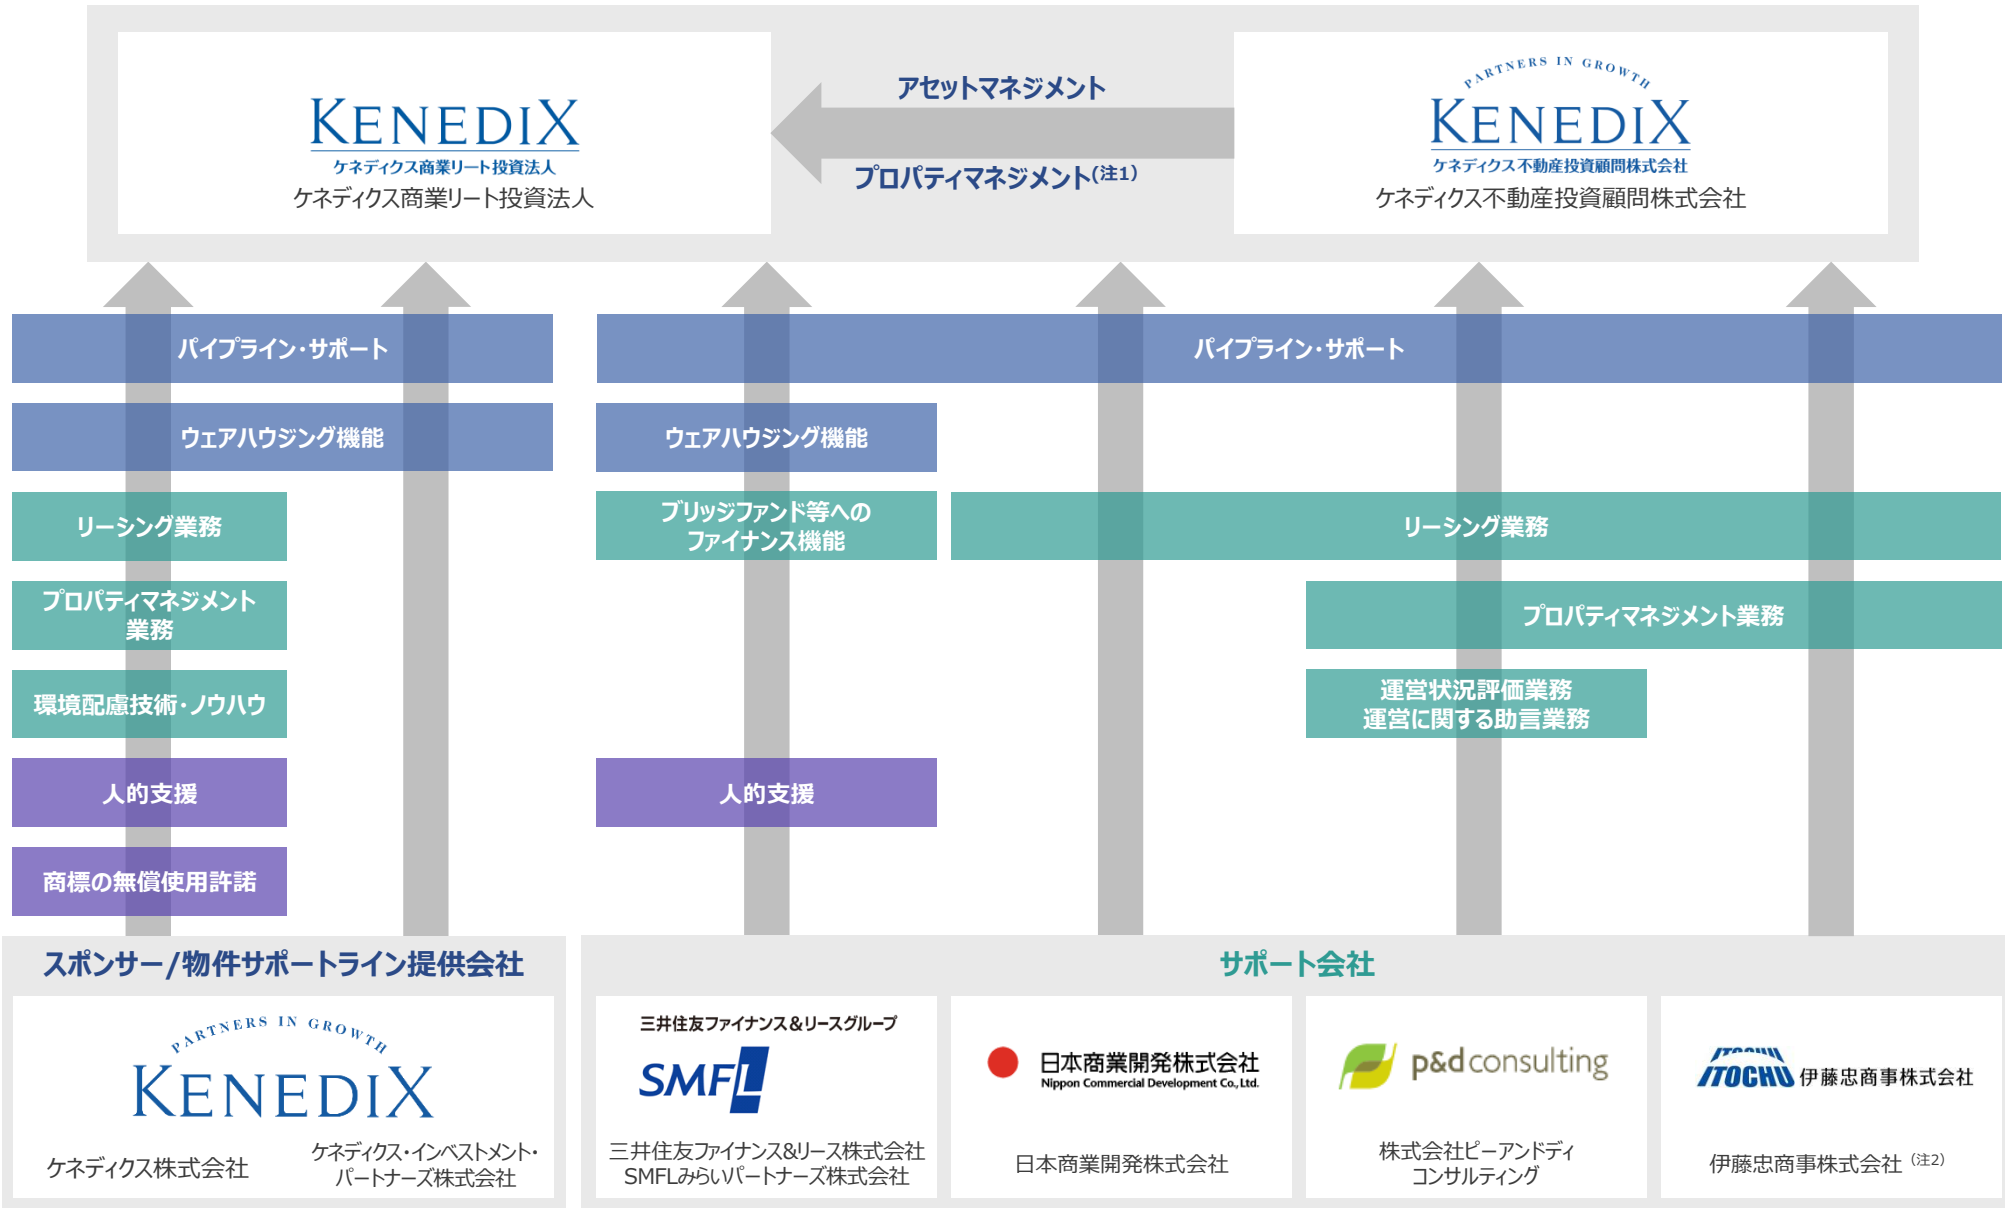 KENEDIX
ケネディクス商業リート投資法人
ケネディクス商業リート投資法人
アセットマネジメント
プロパティマネジメント(注1)
PARTNERS IN GROWTH
KENEDIX
ケネディクス不動産投資顧問株式会社
ケネディクス不動産投資顧問株式会社
パイプライン・サポート
パイプライン・サポート
ウェアハウジング機能
ウェアハウジング機能
リーシング業務
ブリッジファンド等への
ファイナンス機能
リーシング業務
プロパティマネジメント
業務
プロパティマネジメント業務
環境配慮技術・ノウハウ
運営状況評価業務
運営に関する助言業務
人的支援
人的支援
商標の無償使用許諾
スポンサー/物件サポートライン提供会社
PARTNERS IN GROWTH
KENEDIX
ケネディクス株式会社
ケネディクス・インベストメント・
パートナーズ株式会社
サポート会社
三井住友ファイナンス&リースグループ
SMFL
三井住友ファイナンス&リース株式会社
SMFLみらいパートナーズ株式会社
日本商業開発株式会社
Nippon Commercial Development Co., Ltd.
日本商業開発株式会社
p&d consulting
株式会社ピーアンドディ
コンサルティング
ITOCHU
ITOCHU 伊藤忠商事株式会社
伊藤忠商事株式会社(注2)